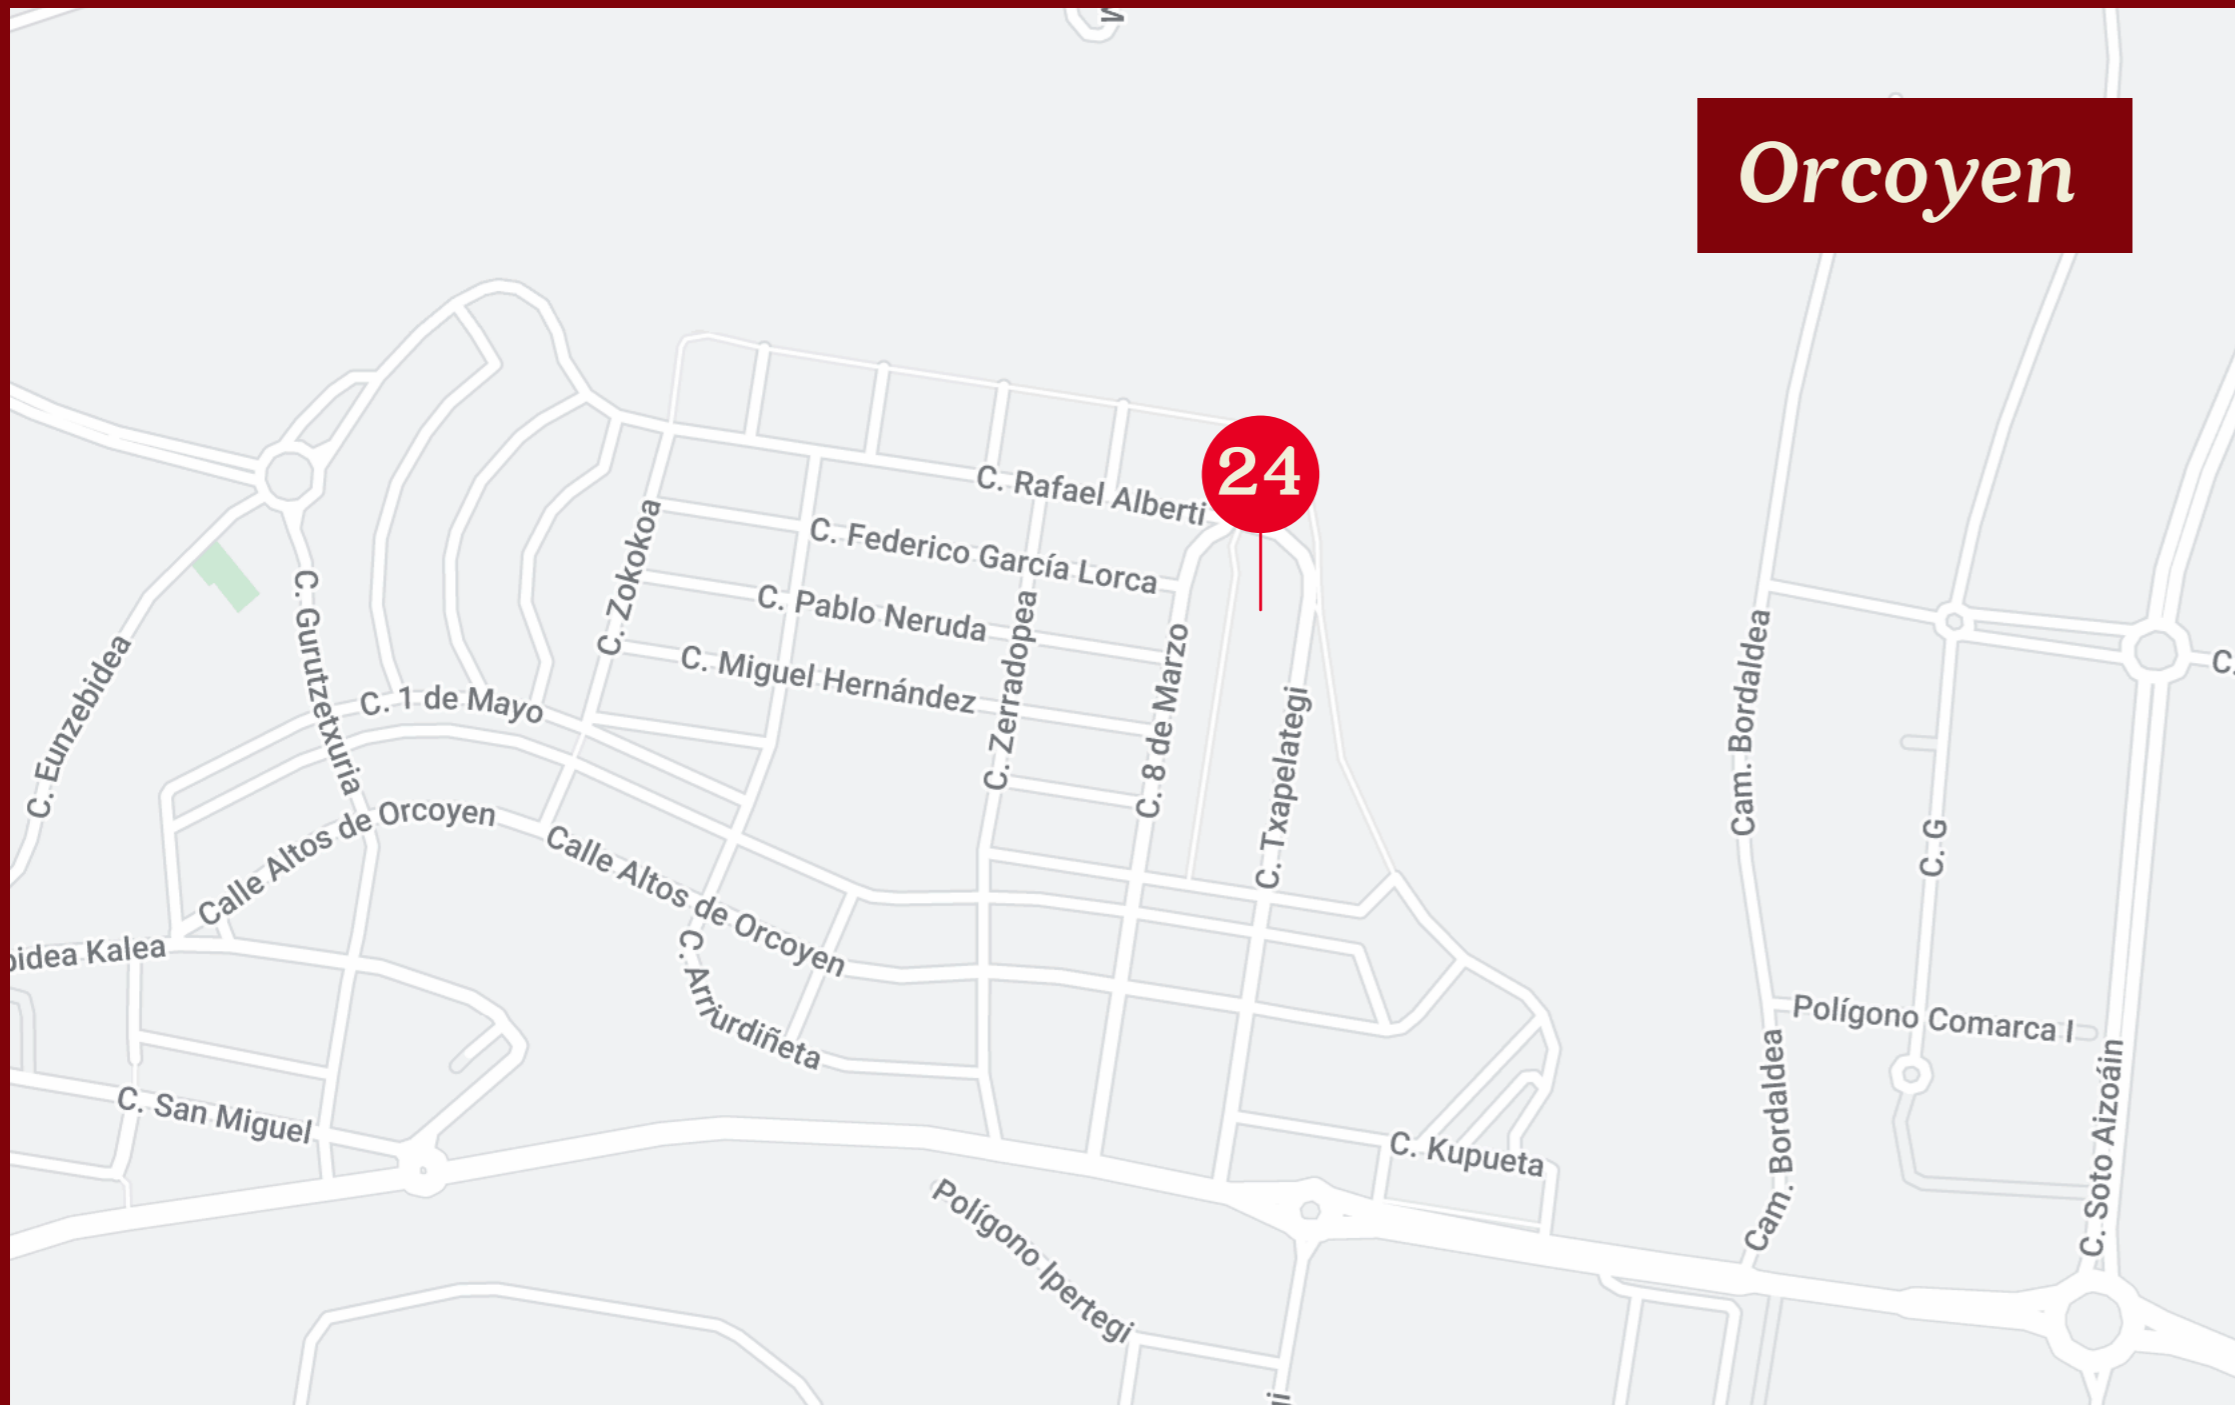 Orcoyen
24
C. Rafael Alberti
C. Federico García Lorca
C. Pablo Neruda
C. Miguel Hernández
C. Zokokoa
C. Zerradopea
C. 8 de Marzo
C. Txapelategi
C. Gurutzetxuria
C. Eunzebidea
C. 1 de Mayo
Calle Altos de Orcoyen
Calle Altos de Orcoyen
bidea Kalea
C. Arriurdiñeta
C. San Miguel
C. Kupueta
Polígono Ipertegi
Cam. Bordaldea
Cam. Bordaldea
C. G
C.
Polígono Comarca I
C. Soto Aizoáin